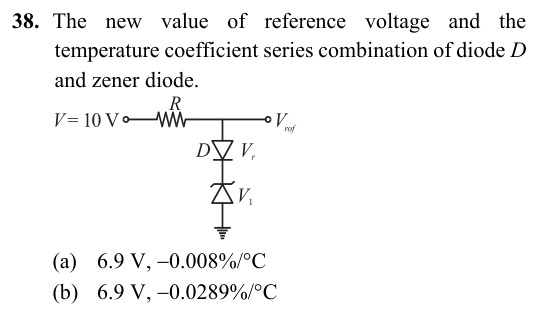 38. The new value of reference voltage and the
temperature coefficient series combination of diode D
and zener diode.
R
V = 10 V
V_rof
D V_r
V_1
(a) 6.9 V, –0.008%/°C
(b) 6.9 V, –0.0289%/°C